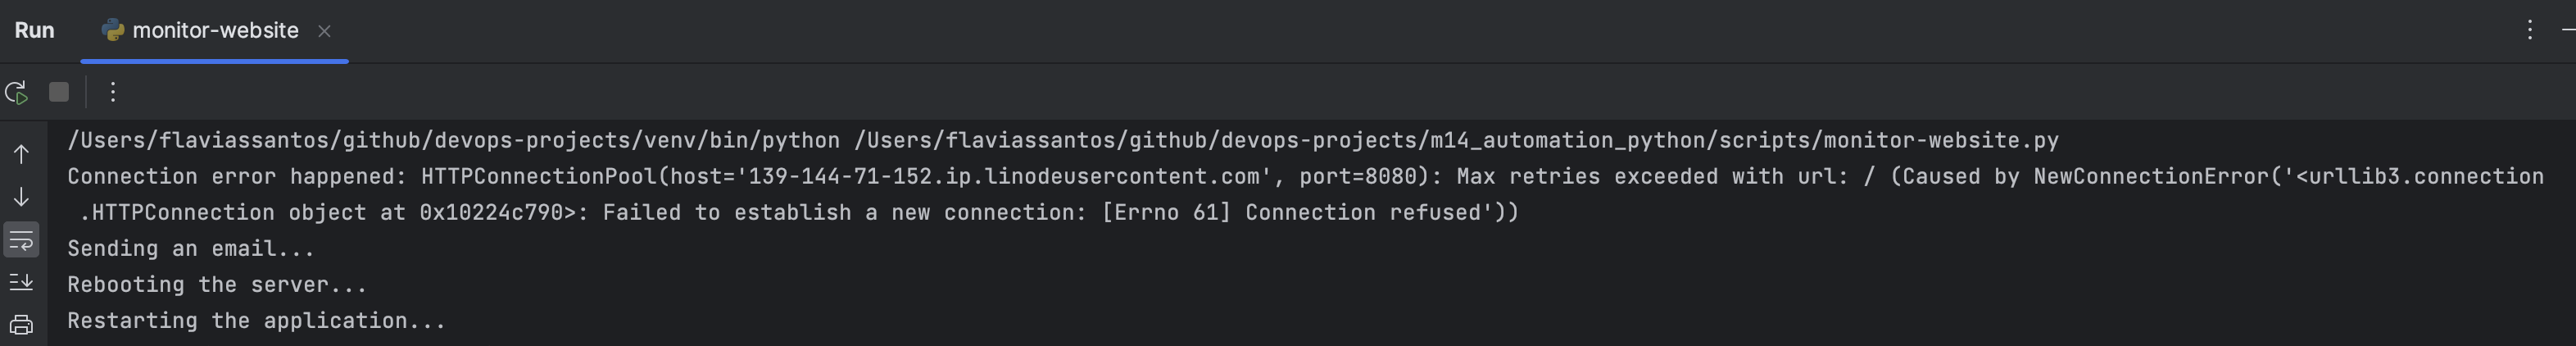 Run
monitor-website
/Users/flaviassantos/github/devops-projects/venv/bin/python /Users/flaviassantos/github/devops-projects/m14_automation_python/scripts/monitor-website.py
Connection error happened: HTTPConnectionPool(host='139-144-71-152.ip.linodeusercontent.com', port=8080): Max retries exceeded with url: / (Caused by NewConnectionError('<urllib3.connection
.HTTPConnection object at 0x10224c790>: Failed to establish a new connection: [Errno 61] Connection refused'))
Sending an email...
Rebooting the server...
Restarting the application...